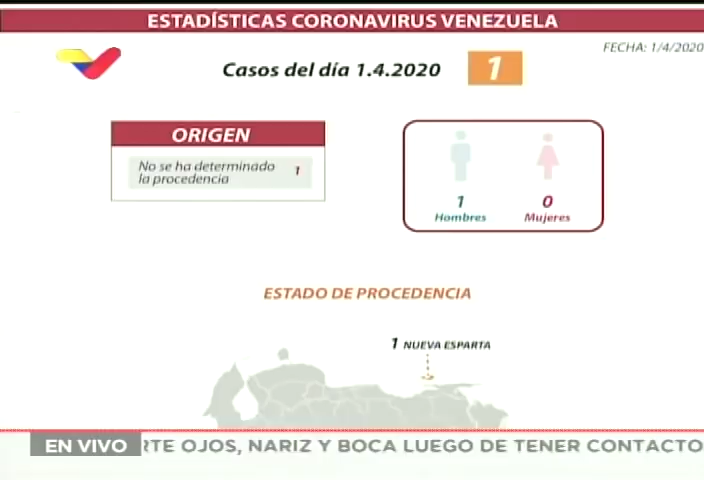 ESTADÍSTICAS CORONAVIRUS VENEZUELA
FECHA: 1/4/2020
Casos del día 1.4.2020 1
ORIGEN
No se ha determinado
la procedencia 1
1 0
Hombres Mujeres
ESTADO DE PROCEDENCIA
1 NUEVA ESPARTA
EN VIVO RTE OJOS, NARIZ Y BOCA LUEGO DE TENER CONTACTO